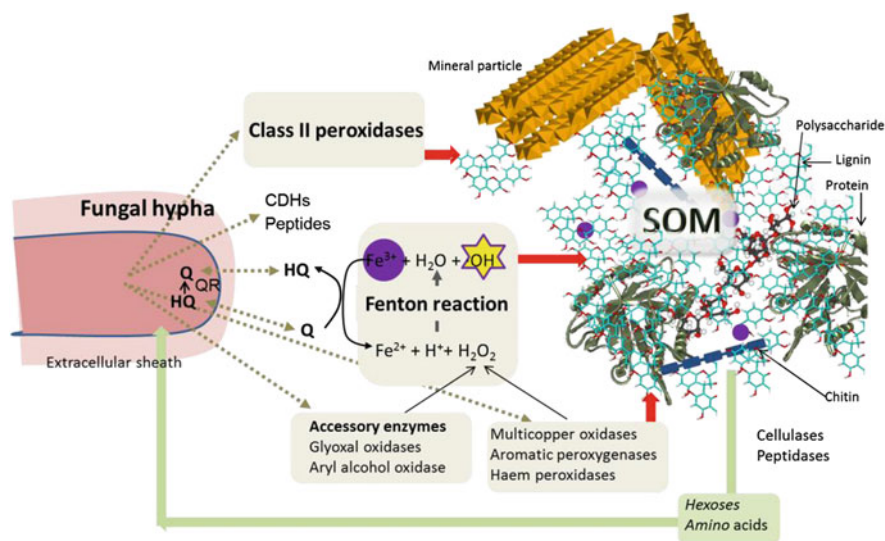 Mineral particle
Polysaccharide
Lignin
Protein
Class II peroxidases
SOM
CDHs
Peptides
Fungal hypha
Fe³⁺ + H₂O + OH
Q
QR
HQ
HQ
Fenton reaction
Q
Fe²⁺ + H⁺ + H₂O₂
Extracellular sheath
Chitin
Accessory enzymes
Glyoxal oxidases
Aryl alcohol oxidase
Multicopper oxidases
Aromatic peroxygenases
Haem peroxidases
Cellulases
Peptidases
Hexoses
Amino acids